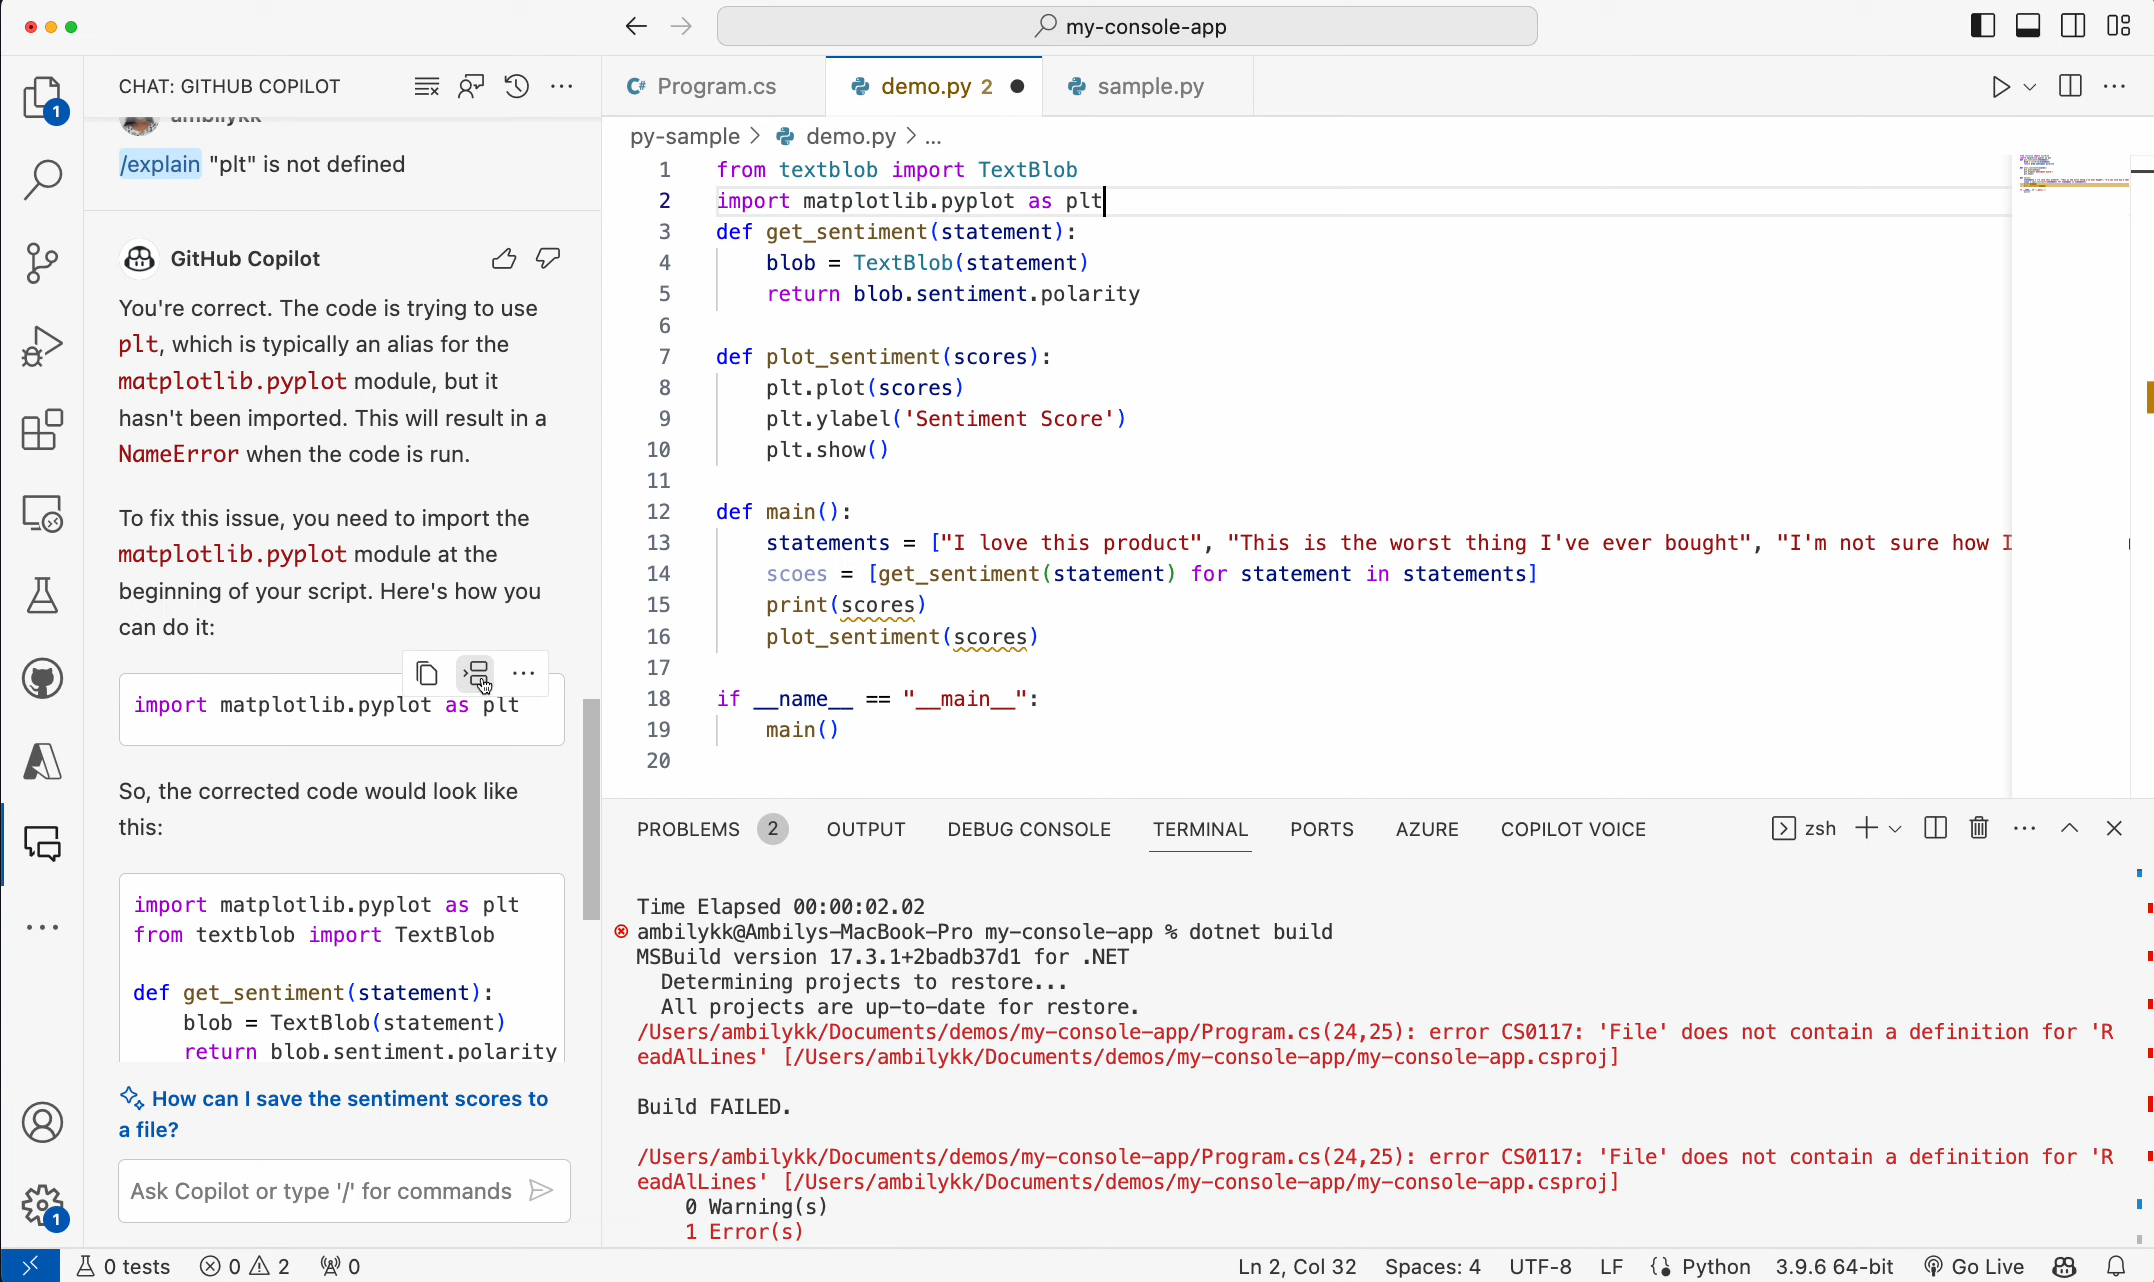 my-console-app
CHAT: GITHUB COPILOT
Program.cs
demo.py 2
sample.py
1
ambilykk
/explain "plt" is not defined
GitHub Copilot
You're correct. The code is trying to use
plt, which is typically an alias for the
matplotlib.pyplot module, but it
hasn't been imported. This will result in a
NameError when the code is run.
To fix this issue, you need to import the
matplotlib.pyplot module at the
beginning of your script. Here's how you
can do it:
import matplotlib.pyplot as plt
So, the corrected code would look like
this:
import matplotlib.pyplot as plt
from textblob import TextBlob
def get_sentiment(statement):
blob = TextBlob(statement)
return blob.sentiment.polarity
How can I save the sentiment scores to
a file?
Ask Copilot or type '/' for commands
1
py-sample > demo.py > ...
1 from textblob import TextBlob
2 import matplotlib.pyplot as plt
3 def get_sentiment(statement):
4 blob = TextBlob(statement)
5 return blob.sentiment.polarity
6
7 def plot_sentiment(scores):
8 plt.plot(scores)
9 plt.ylabel('Sentiment Score')
10 plt.show()
11
12 def main():
13 statements = ["I love this product", "This is the worst thing I've ever bought", "I'm not sure how I
14 scoes = [get_sentiment(statement) for statement in statements]
15 print(scores)
16 plot_sentiment(scores)
17
18 if __name__ == "__main__":
19 main()
20
PROBLEMS 2 OUTPUT DEBUG CONSOLE TERMINAL PORTS AZURE COPILOT VOICE zsh
Time Elapsed 00:00:02.02
ambilykk@Ambilys-MacBook-Pro my-console-app % dotnet build
MSBuild version 17.3.1+2badb37d1 for .NET
Determining projects to restore...
All projects are up-to-date for restore.
/Users/ambilykk/Documents/demos/my-console-app/Program.cs(24,25): error CS0117: 'File' does not contain a definition for 'R
eadAlLines' [/Users/ambilykk/Documents/demos/my-console-app/my-console-app.csproj]
Build FAILED.
/Users/ambilykk/Documents/demos/my-console-app/Program.cs(24,25): error CS0117: 'File' does not contain a definition for 'R
eadAlLines' [/Users/ambilykk/Documents/demos/my-console-app/my-console-app.csproj]
0 Warning(s)
1 Error(s)
0 tests 0 2 0 Ln 2, Col 32 Spaces: 4 UTF-8 LF Python 3.9.6 64-bit Go Live